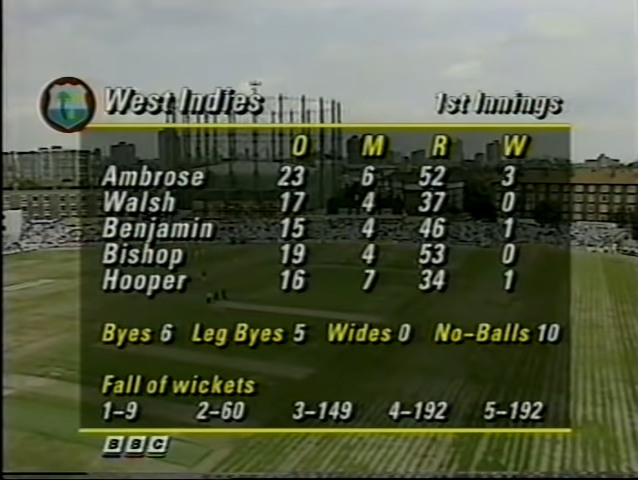 West Indies 1st Innings
O M R W
Ambrose 23 6 52 3
Walsh 17 4 37 0
Benjamin 15 4 46 1
Bishop 19 4 53 0
Hooper 16 7 34 1
Byes 6 Leg Byes 5 Wides 0 No-Balls 10
Fall of wickets
1-9 2-60 3-149 4-192 5-192
BBC